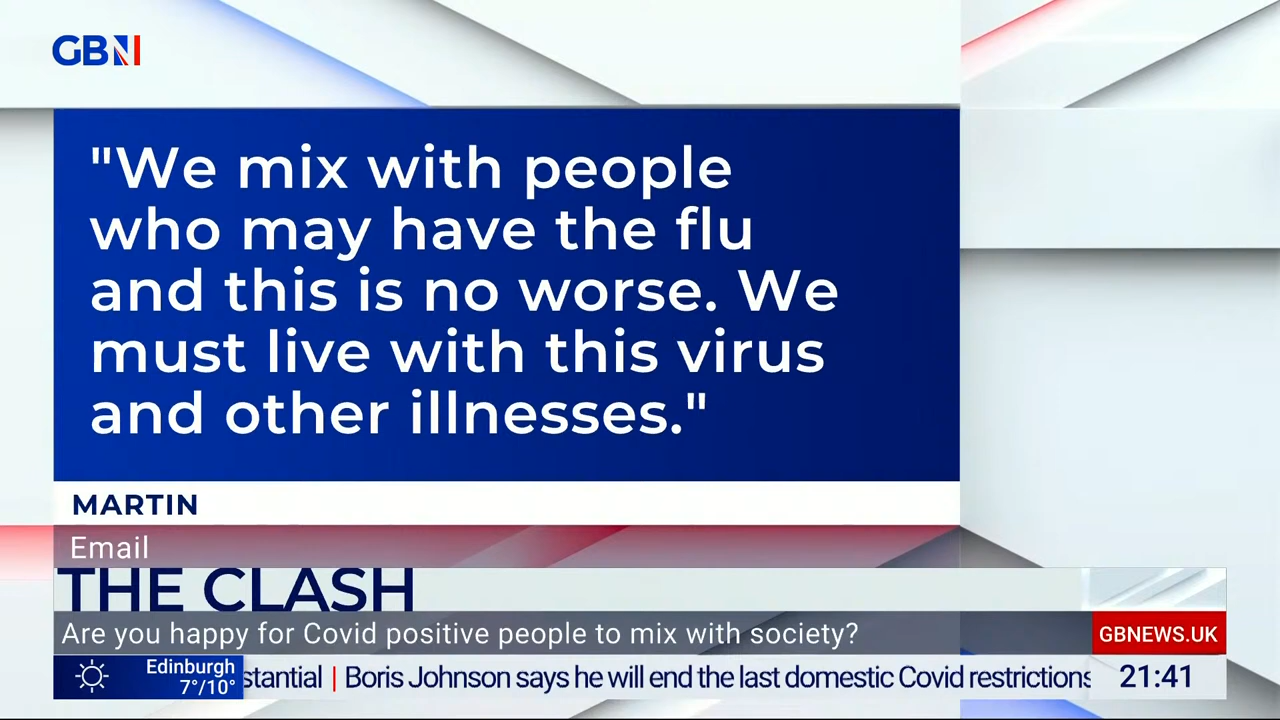 GBN
"We mix with people
who may have the flu
and this is no worse. We
must live with this virus
and other illnesses."
MARTIN
Email
THE CLASH
Are you happy for Covid positive people to mix with society?
GBNEWS.UK
Edinburgh
7°/10°
stantial | Boris Johnson says he will end the last domestic Covid restrictions
21:41